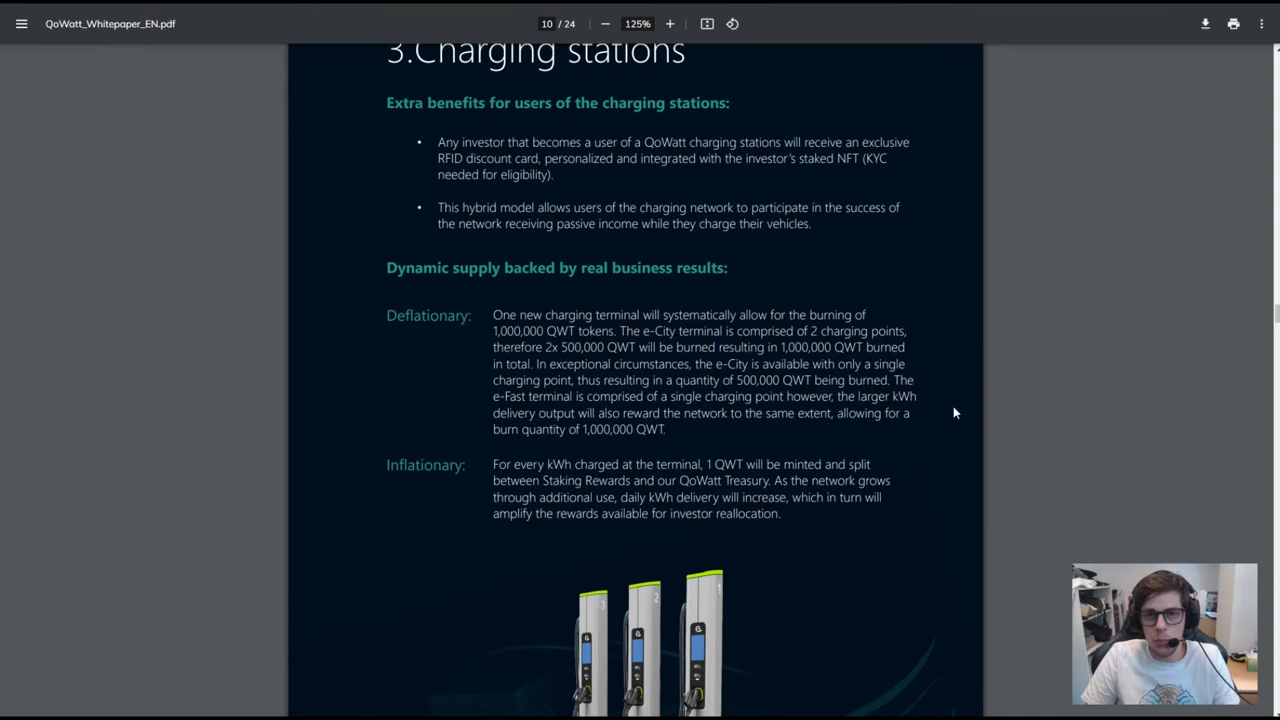 QoWatt_Whitepaper_EN.pdf
10 / 24
125%
3.Charging stations
Extra benefits for users of the charging stations:
• Any investor that becomes a user of a QoWatt charging stations will receive an exclusive
RFID discount card, personalized and integrated with the investor's staked NFT (KYC
needed for eligibility).
• This hybrid model allows users of the charging network to participate in the success of
the network receiving passive income while they charge their vehicles.
Dynamic supply backed by real business results:
Deflationary: One new charging terminal will systematically allow for the burning of
1,000,000 QWT tokens. The e-City terminal is comprised of 2 charging points,
therefore 2x 500,000 QWT will be burned resulting in 1,000,000 QWT burned
in total. In exceptional circumstances, the e-City is available with only a single
charging point, thus resulting in a quantity of 500,000 QWT being burned. The
e-Fast terminal is comprised of a single charging point however, the larger kWh
delivery output will also reward the network to the same extent, allowing for a
burn quantity of 1,000,000 QWT.
Inflationary: For every kWh charged at the terminal, 1 QWT will be minted and split
between Staking Rewards and our QoWatt Treasury. As the network grows
through additional use, daily kWh delivery will increase, which in turn will
amplify the rewards available for investor reallocation.
3
2
1